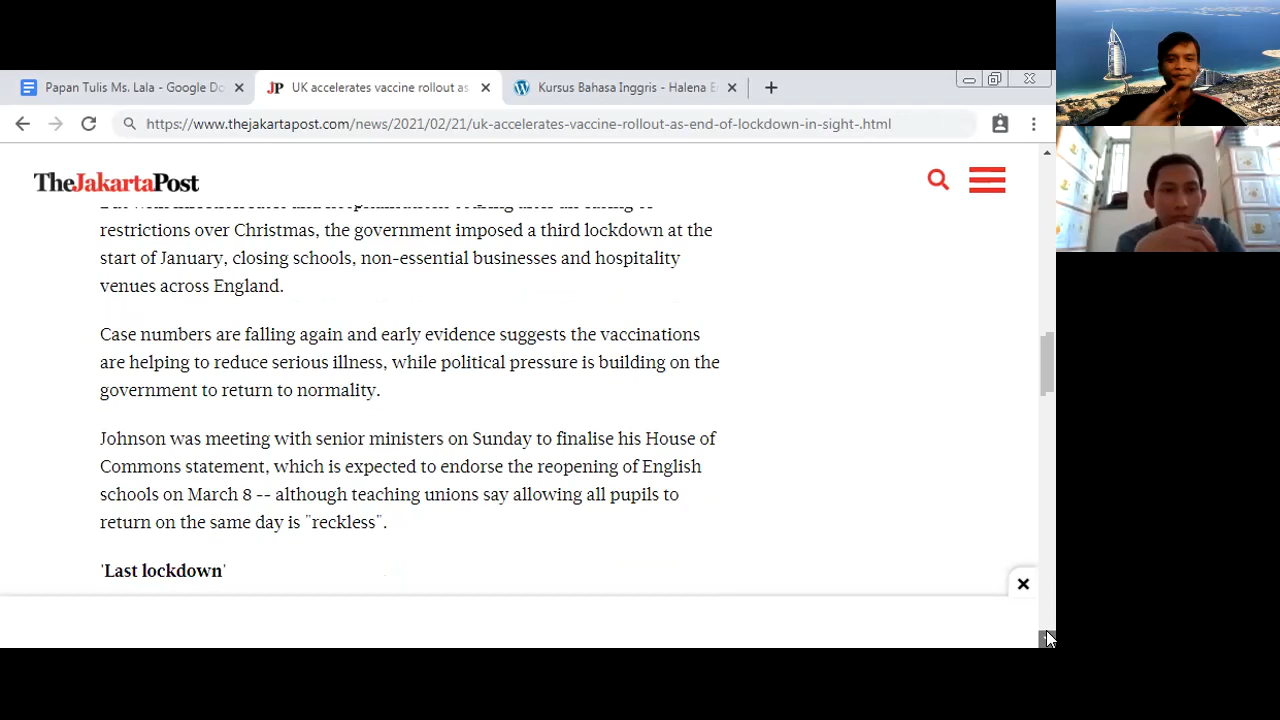 Papan Tulis Ms. Lala - Google Do
UK accelerates vaccine rollout as
Kursus Bahasa Inggris - Halena E
https://www.thejakartapost.com/news/2021/02/21/uk-accelerates-vaccine-rollout-as-end-of-lockdown-in-sight-.html
TheJakartaPost
restrictions over Christmas, the government imposed a third lockdown at the
start of January, closing schools, non-essential businesses and hospitality
venues across England.
Case numbers are falling again and early evidence suggests the vaccinations
are helping to reduce serious illness, while political pressure is building on the
government to return to normality.
Johnson was meeting with senior ministers on Sunday to finalise his House of
Commons statement, which is expected to endorse the reopening of English
schools on March 8 -- although teaching unions say allowing all pupils to
return on the same day is "reckless".
'Last lockdown'